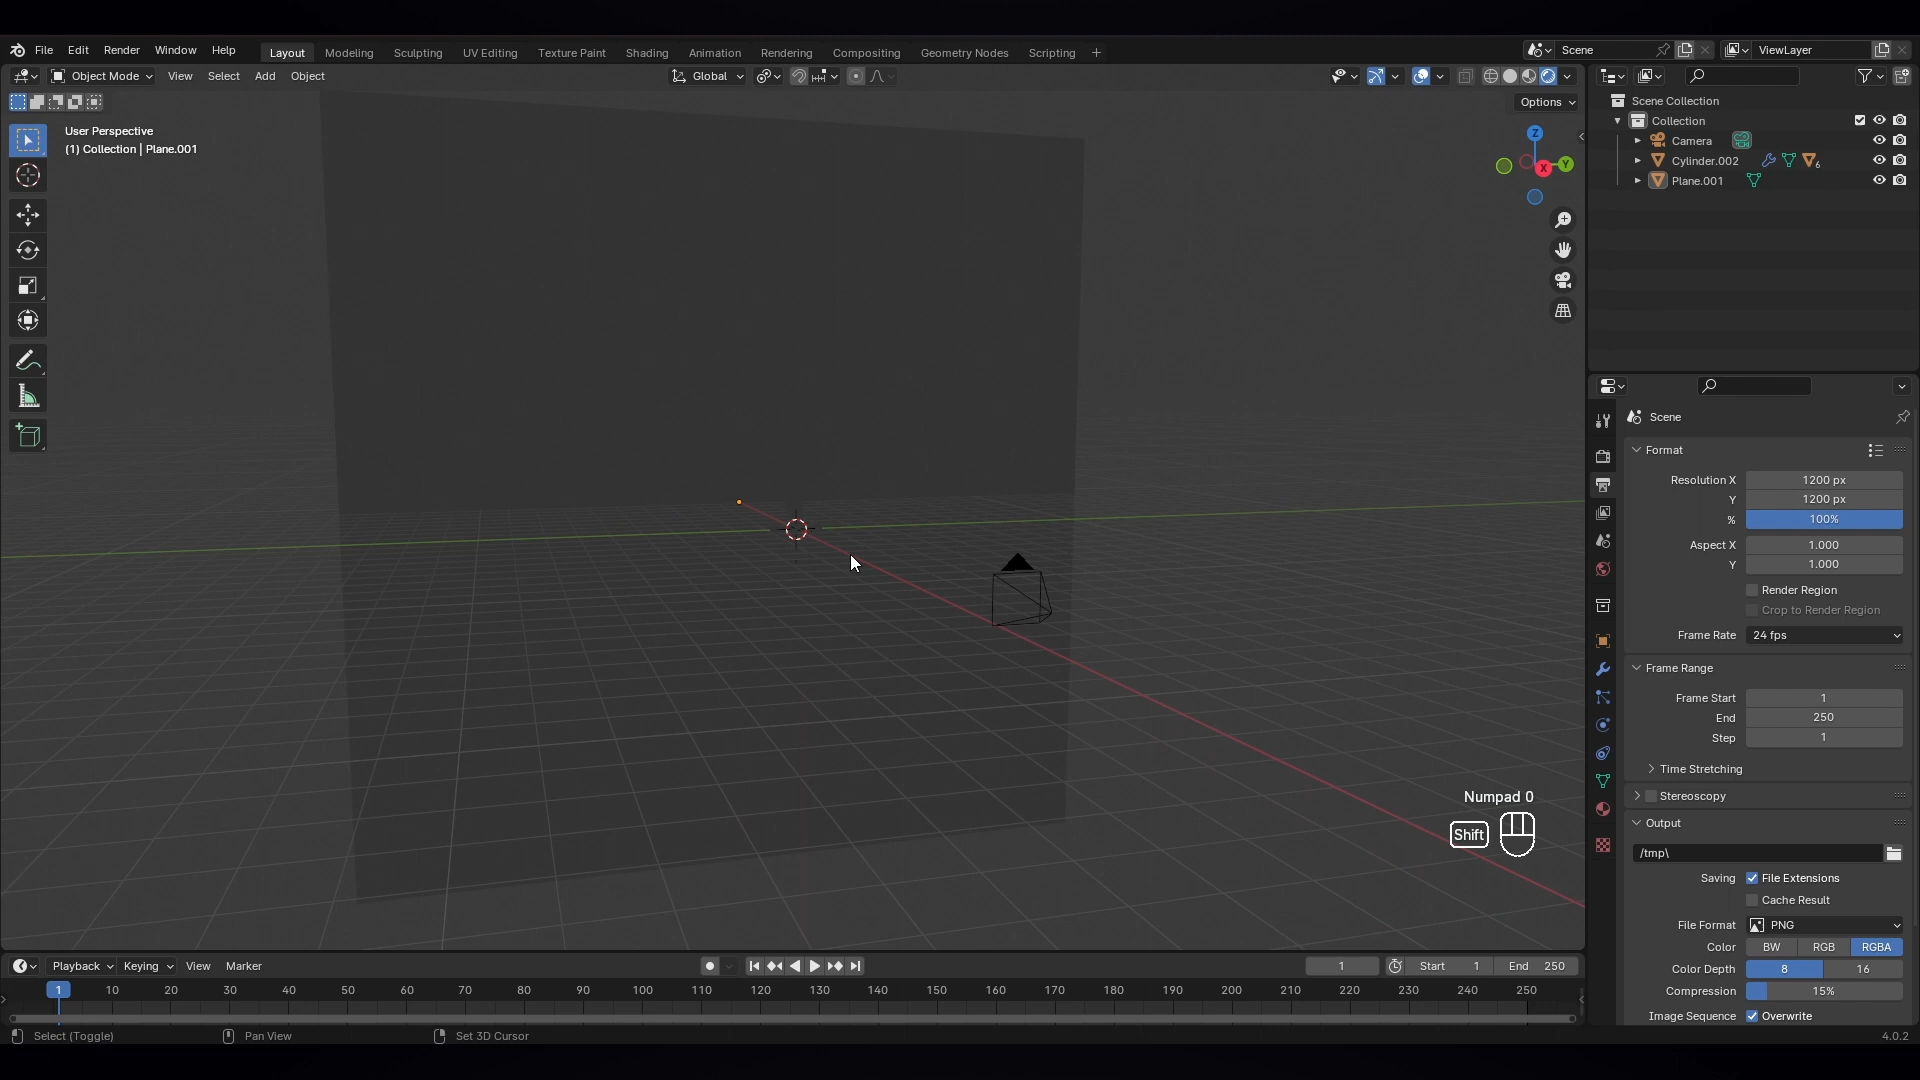 File Edit Render Window Help Layout Modeling Sculpting UV Editing Texture Paint Shading Animation Rendering Compositing Geometry Nodes Scripting + Scene ViewLayer
Object Mode View Select Add Object Global
Options
User Perspective
(1) Collection | Plane.001
Z
Y
X
Scene Collection
Collection
Camera
Cylinder.002 6
Plane.001
Scene
Format
Resolution X 1200 px
Y 1200 px
% 100%
Aspect X 1.000
Y 1.000
Render Region
Crop to Render Region
Frame Rate 24 fps
Frame Range
Frame Start 1
End 250
Step 1
Time Stretching
Stereoscopy
Output
/tmp\
Saving File Extensions
Cache Result
File Format PNG
Color BW RGB RGBA
Color Depth 8 16
Compression 15%
Image Sequence Overwrite
Numpad 0
Shift
Playback Keying View Marker 1 Start 1 End 250
1 10 20 30 40 50 60 70 80 90 100 110 120 130 140 150 160 170 180 190 200 210 220 230 240 250
Select (Toggle) Pan View Set 3D Cursor 4.0.2